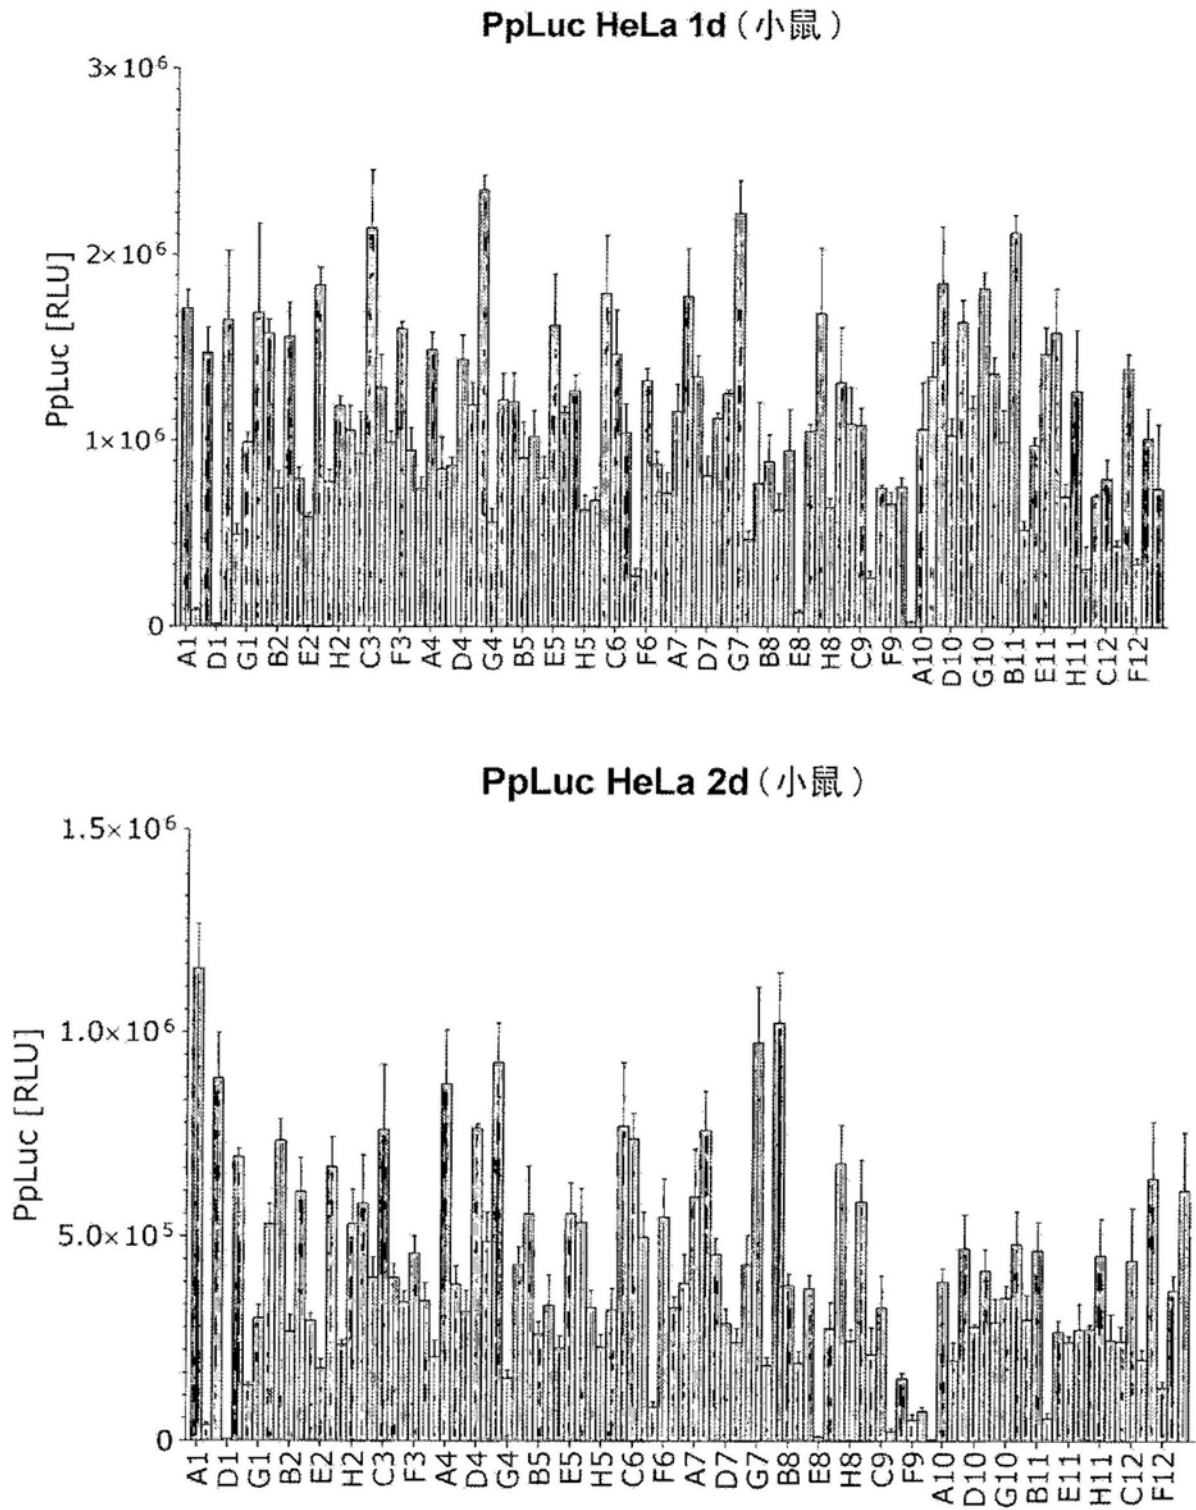 PpLuc HeLa 1d（小鼠）
3×10⁶
2×10⁶
1×10⁶
0
PpLuc [RLU]
A1 D1 G1 B2 E2 H2 C3 F3 A4 D4 G4 B5 E5 H5 C6 F6 A7 D7 G7 B8 E8 H8 C9 F9 A10 D10 G10 B11 E11 H11 C12 F12
PpLuc HeLa 2d（小鼠）
1.5×10⁶
1.0×10⁶
5.0×10⁵
0
PpLuc [RLU]
A1 D1 G1 B2 E2 H2 C3 F3 A4 D4 G4 B5 E5 H5 C6 F6 A7 D7 G7 B8 E8 H8 C9 F9 A10 D10 G10 B11 E11 H11 C12 F12